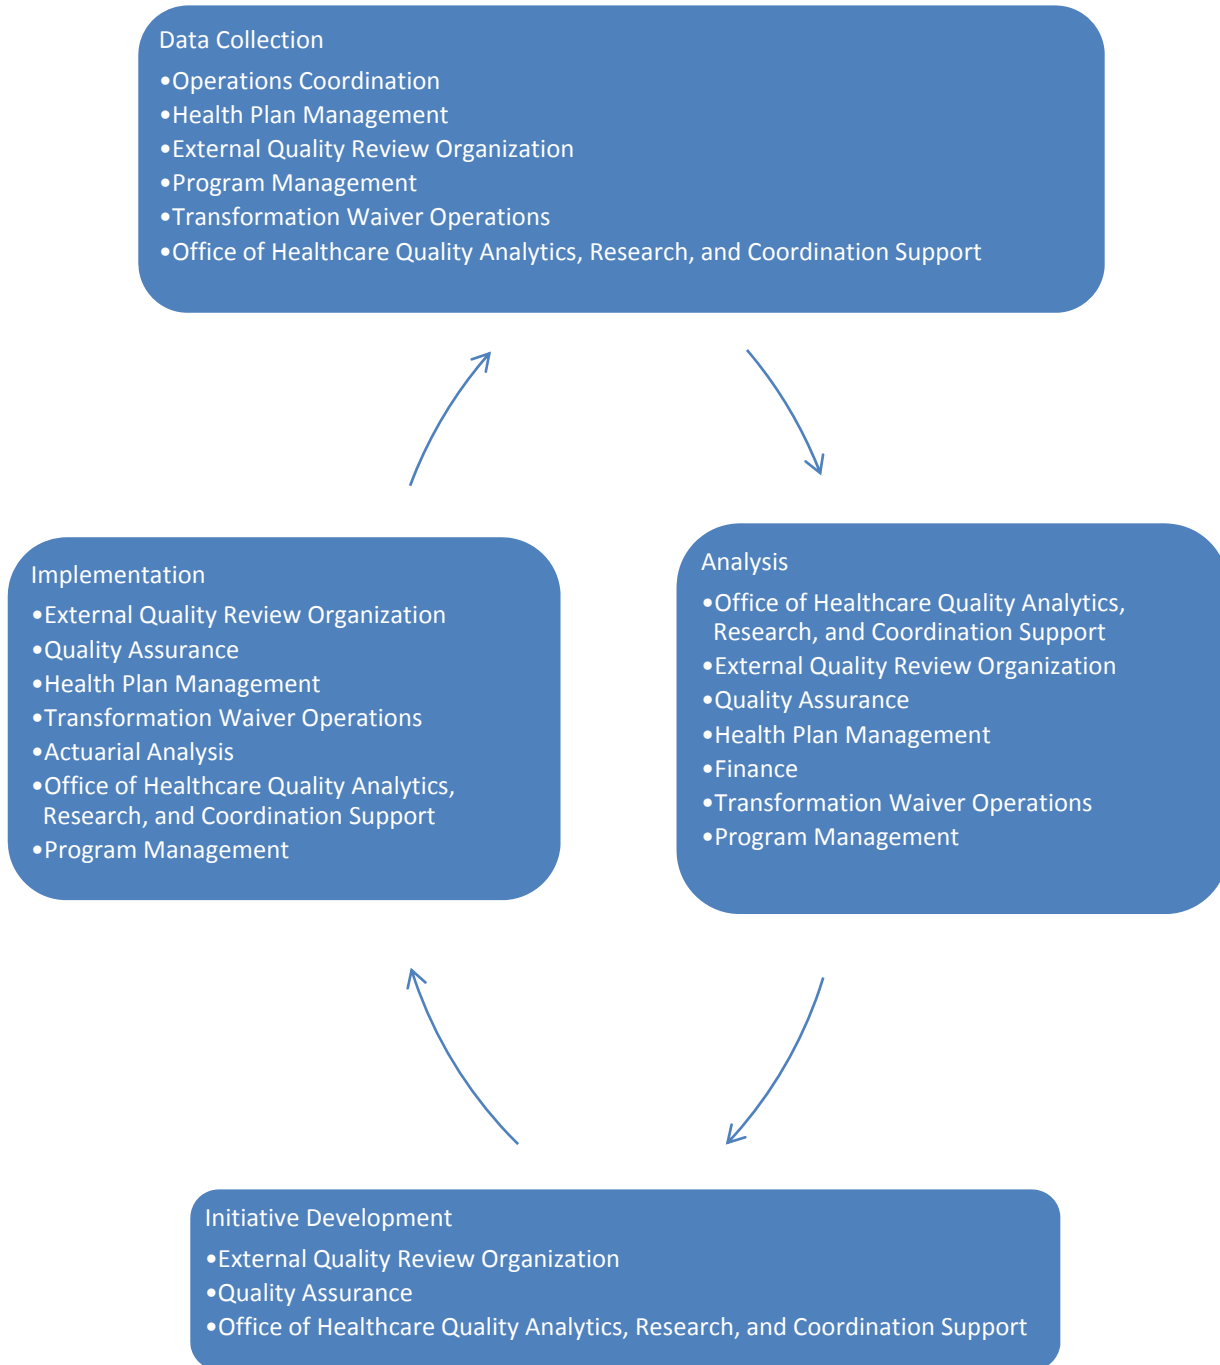 Data Collection
•Operations Coordination
•Health Plan Management
•External Quality Review Organization
•Program Management
•Transformation Waiver Operations
•Office of Healthcare Quality Analytics, Research, and Coordination Support
Analysis
•Office of Healthcare Quality Analytics,
Research, and Coordination Support
•External Quality Review Organization
•Quality Assurance
•Health Plan Management
•Finance
•Transformation Waiver Operations
•Program Management
Initiative Development
•External Quality Review Organization
•Quality Assurance
•Office of Healthcare Quality Analytics, Research, and Coordination Support
Implementation
•External Quality Review Organization
•Quality Assurance
•Health Plan Management
•Transformation Waiver Operations
•Actuarial Analysis
•Office of Healthcare Quality Analytics,
Research, and Coordination Support
•Program Management